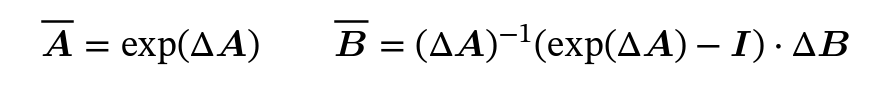 A̅ = exp(ΔA)    B̅ = (ΔA)⁻¹(exp(ΔA) − I) · ΔB